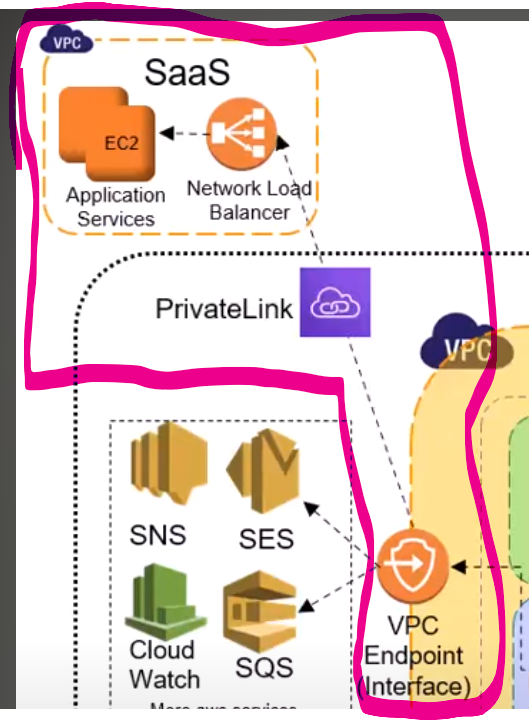 VPC
SaaS
EC2
Application
Services
Network Load
Balancer
PrivateLink
VPC
SNS
SES
Cloud
Watch
SQS
VPC
Endpoint
(Interface)
More aws services